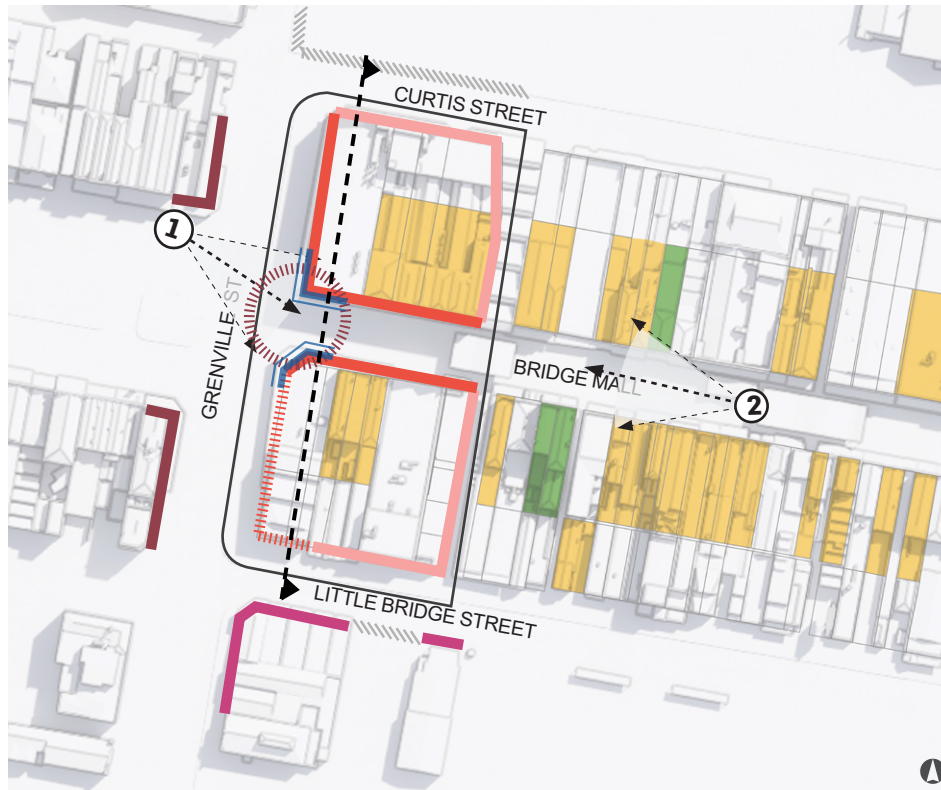 CURTIS STREET
1
GRENVILLE ST
BRIDGE MALL
2
LITTLE BRIDGE STREET